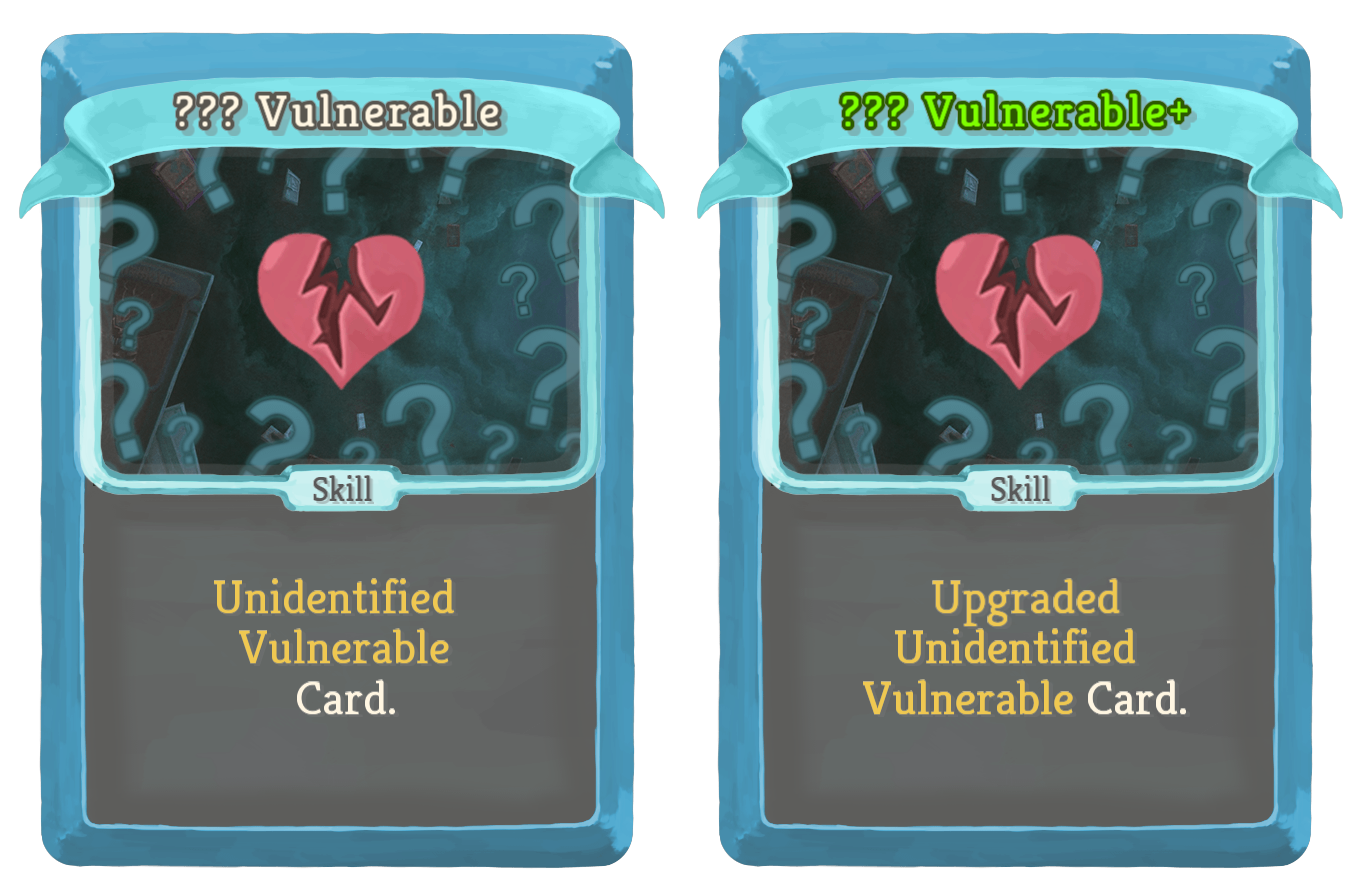 ??? Vulnerable
Skill
Unidentified
Vulnerable
Card.
??? Vulnerable+
Skill
Upgraded
Unidentified
Vulnerable Card.